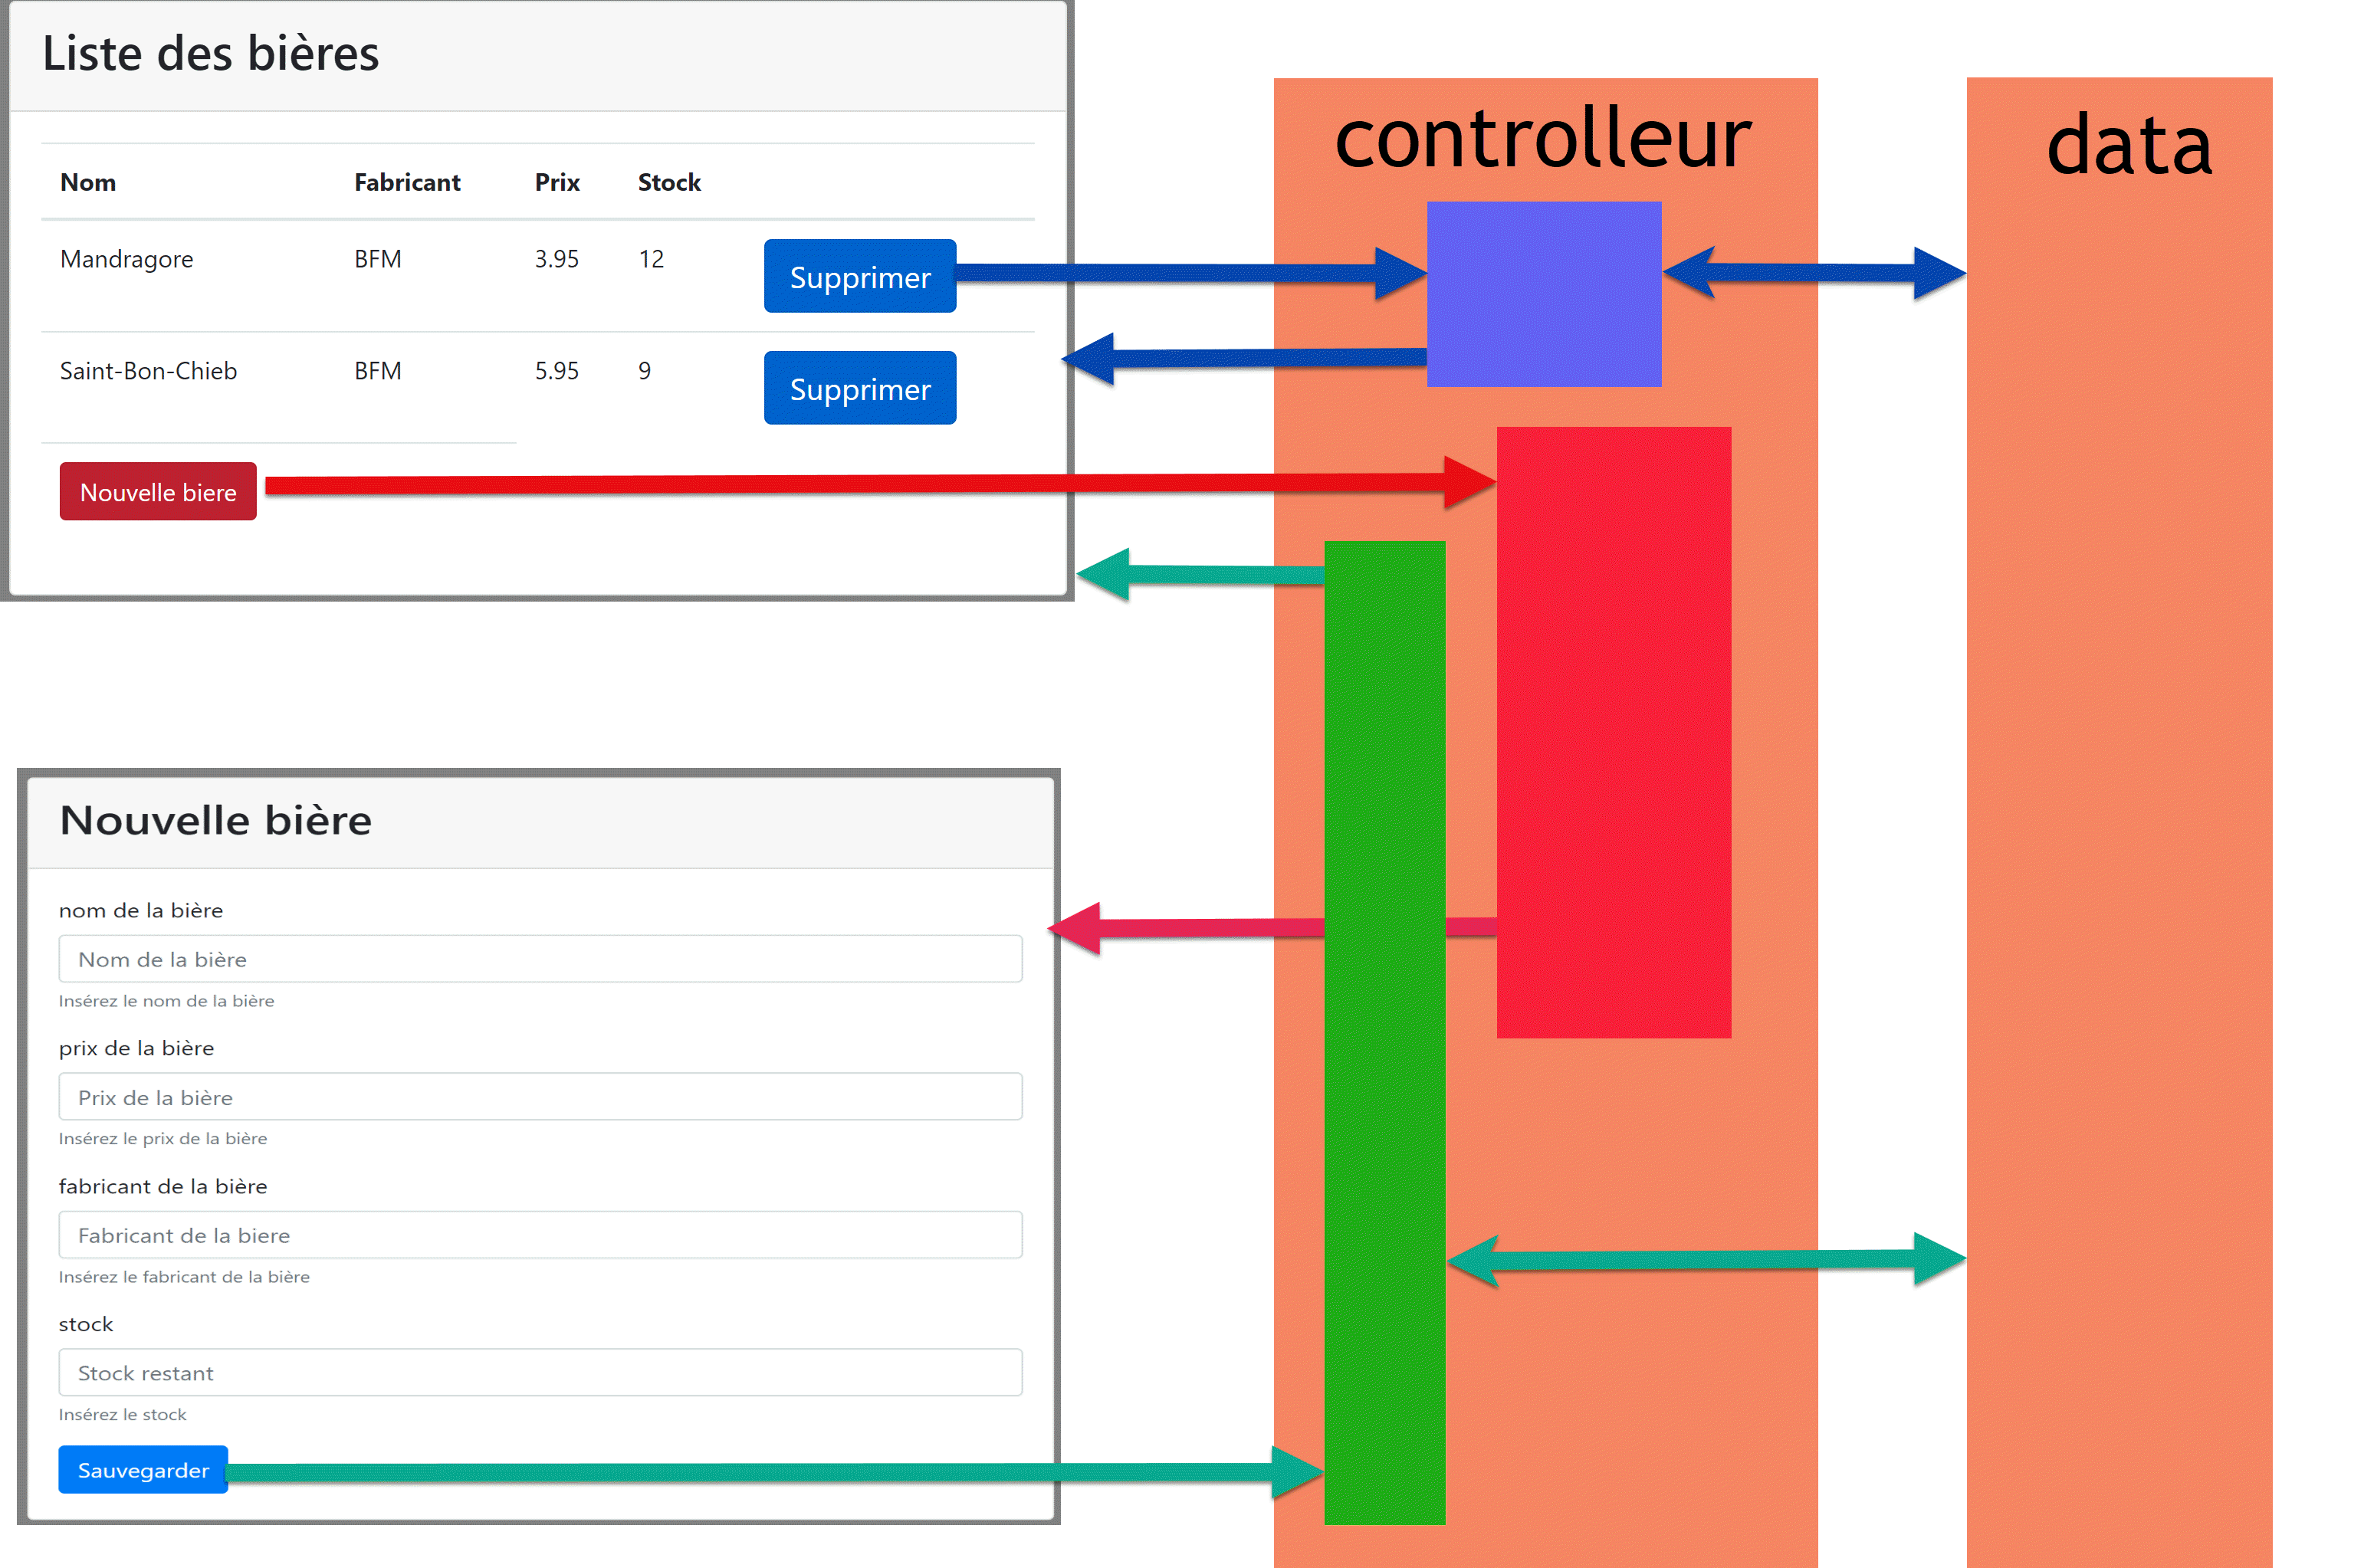 Liste des bières
controlleur
data
Nom Fabricant Prix Stock
Mandragore BFM 3.95 12 Supprimer
Saint-Bon-Chieb BFM 5.95 9 Supprimer
Nouvelle biere
Nouvelle bière
nom de la bière
Nom de la bière
Insérez le nom de la bière
prix de la bière
Prix de la bière
Insérez le prix de la bière
fabricant de la bière
Fabricant de la biere
Insérez le fabricant de la bière
stock
Stock restant
Insérez le stock
Sauvegarder